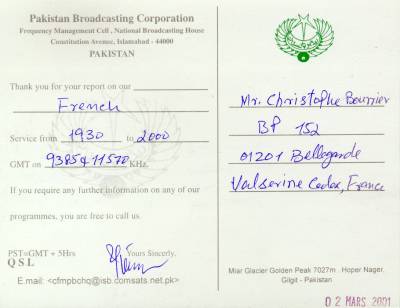 Pakistan Broadcasting Corporation
Frequency Management Cell , National Broadcasting House
Constitution Avenue, Islamabad - 44000
PAKISTAN
Thank you for your report on our
French
Service from 1930 to 2000
GMT on 9385 & 11570 KHz.
If you require any further information on any of our
programmes, you are free to call us.
PST=GMT + 5Hrs Yours Sincerely,
QSL
E.mail: <cfmpbchq@isb.comsats.net.pk>
Mr. Christophe Bourrier
BP 152
01201 Bellegarde
Valserine Cedex, France
Miar Glacier Golden Peak 7027m . Hoper Nager.
Gilgit - Pakistan
02 MARS 2001